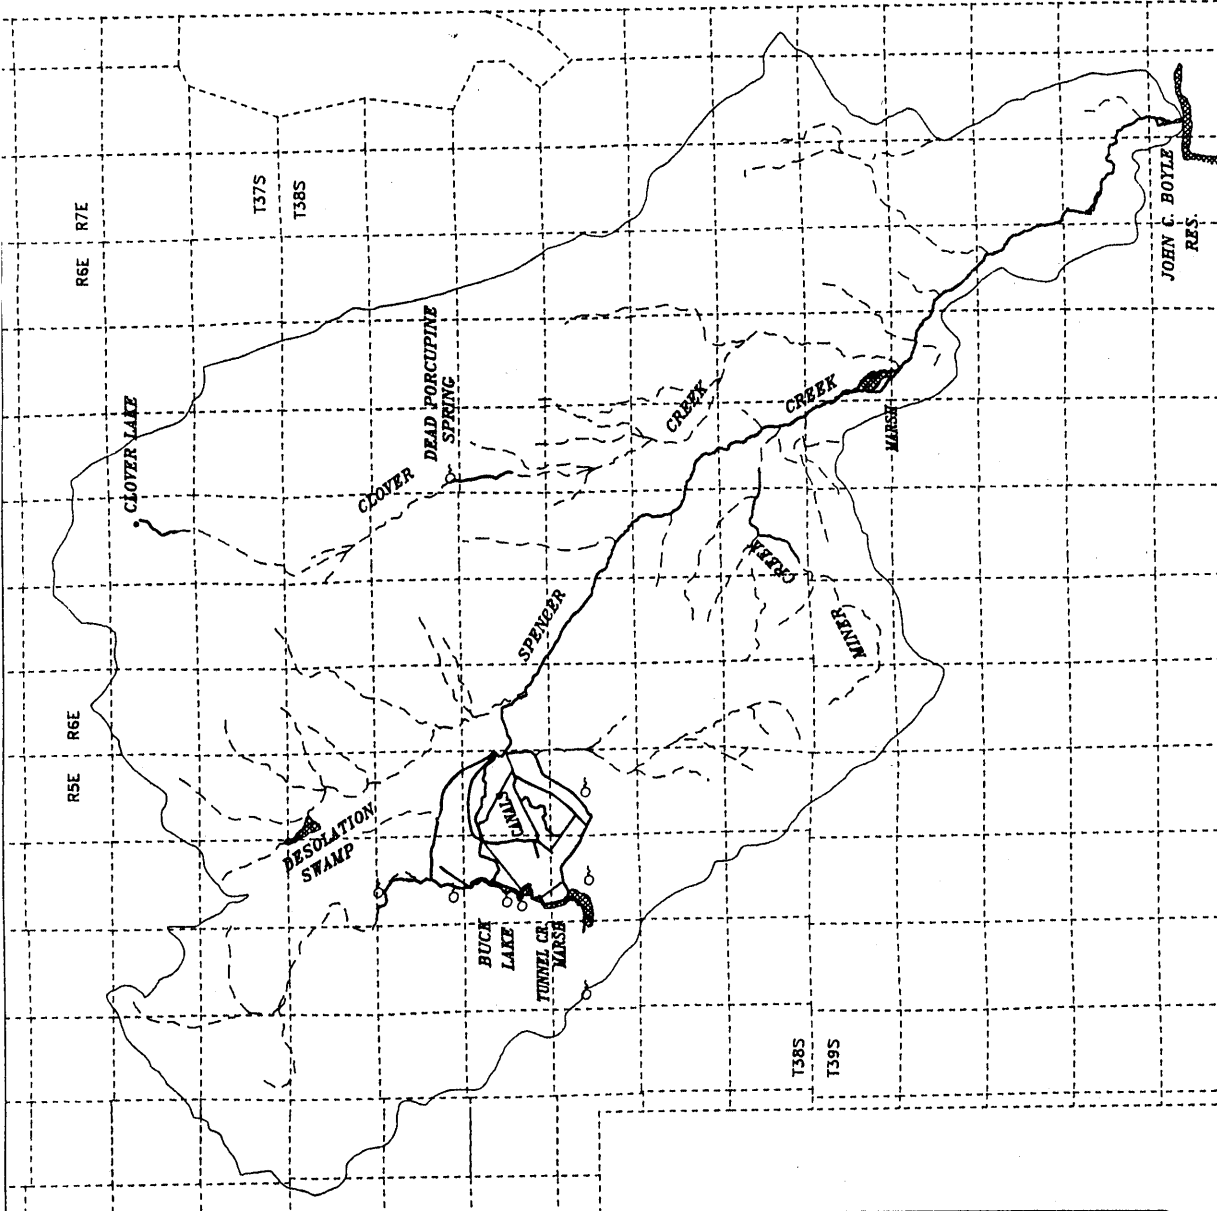 T37S
T38S
R7E
R6E
JOHN C. BOYLE
RES.
DEAD PORCUPINE
SPRING
CLOVER LAKE
CLOVER
CREEK
CREEK
MARSH
SPENCER
CREEK
MINER
R6E
R5E
CANALS
DESOLATION
SWAMP
BUCK
LAKE
TUNNEL CR.
MARSH
T38S
T39S